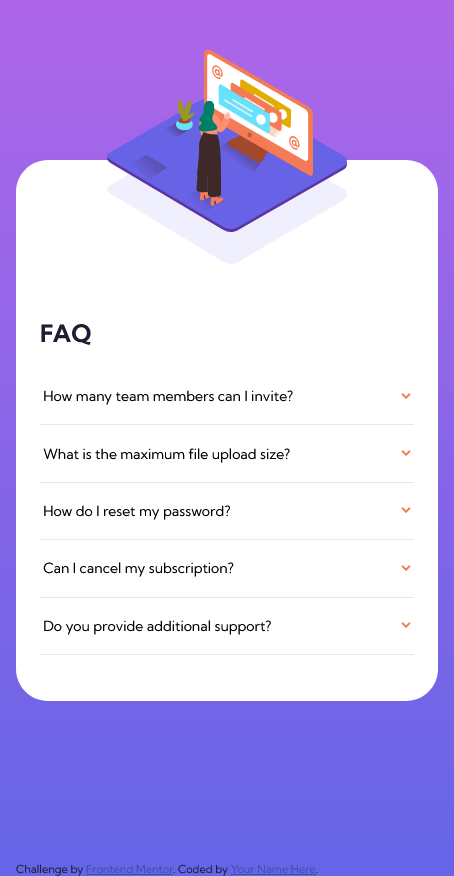 @
@
FAQ
How many team members can I invite?
What is the maximum file upload size?
How do I reset my password?
Can I cancel my subscription?
Do you provide additional support?
Challenge by Frontend Mentor. Coded by Your Name Here.